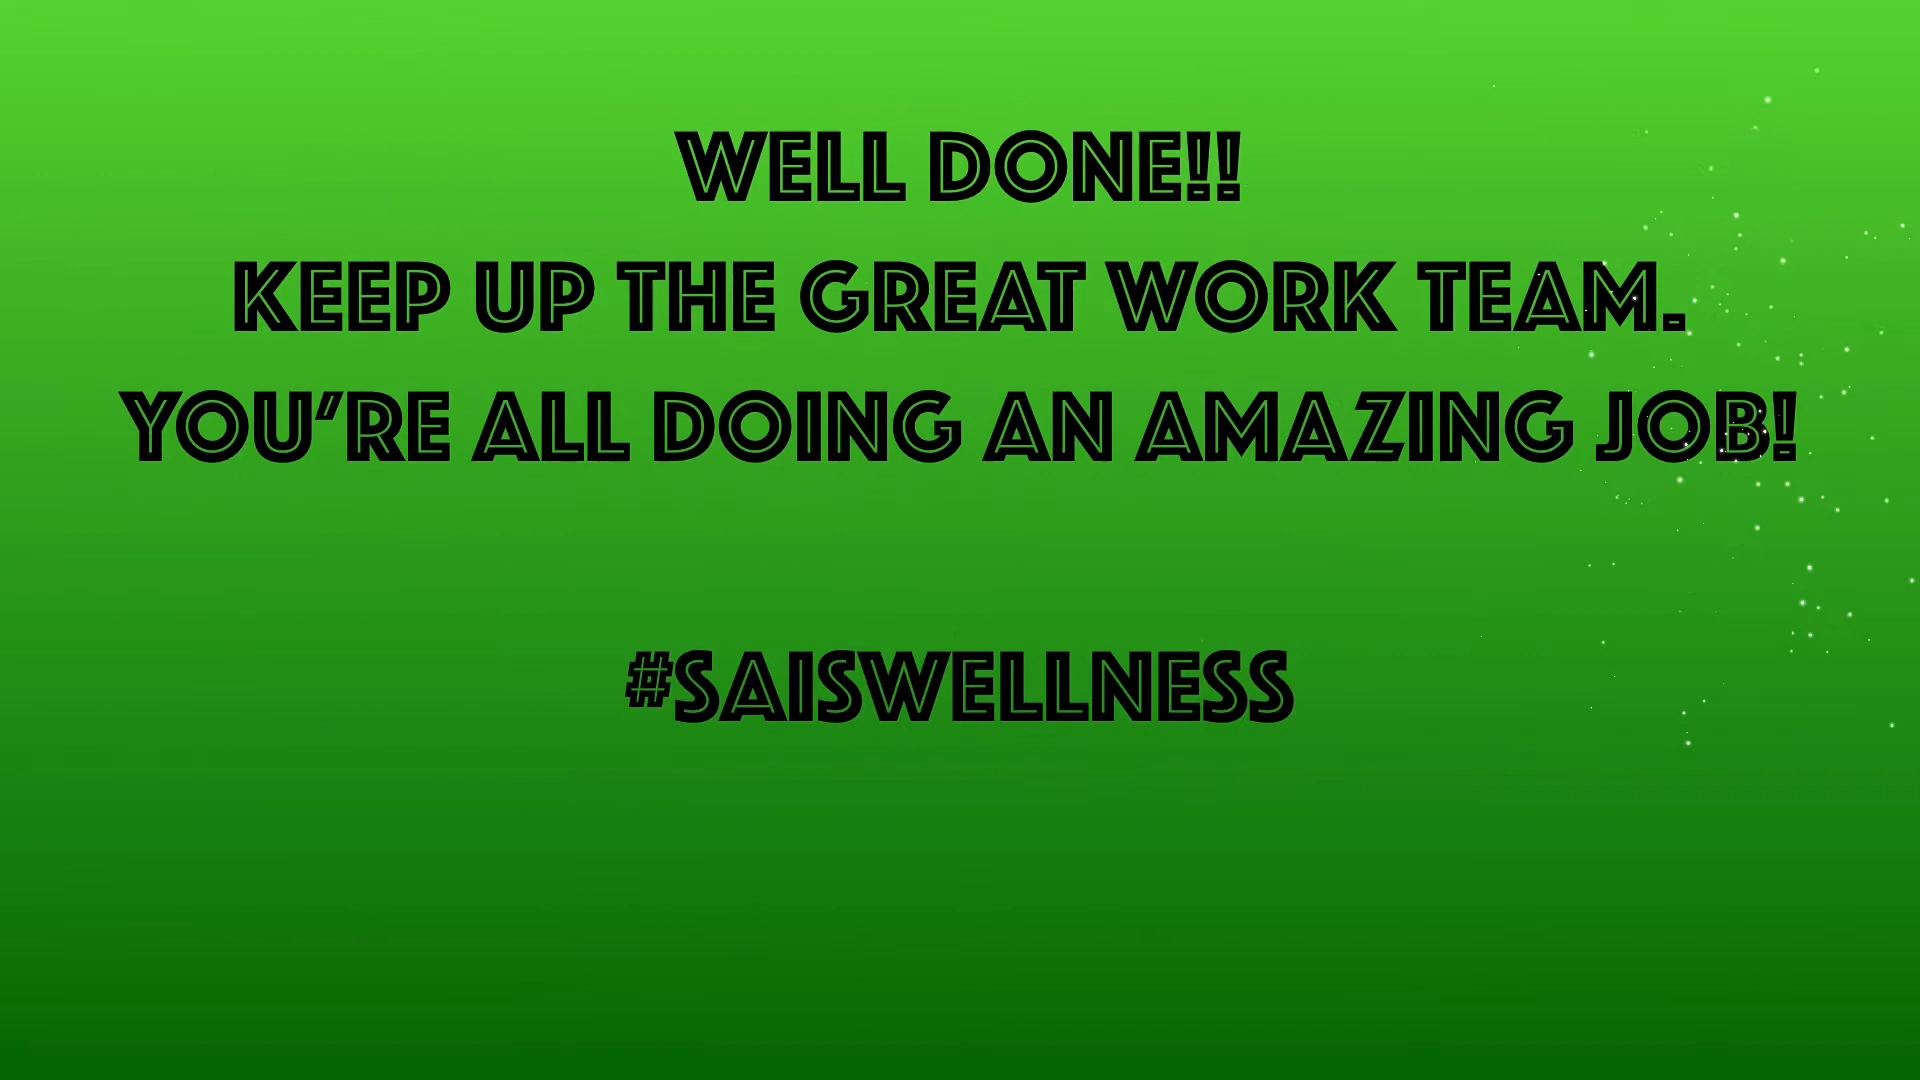 WELL DONE!!
KEEP UP THE GREAT WORK TEAM.
YOU’RE ALL DOING AN AMAZING JOB!
#SAISWELLNESS